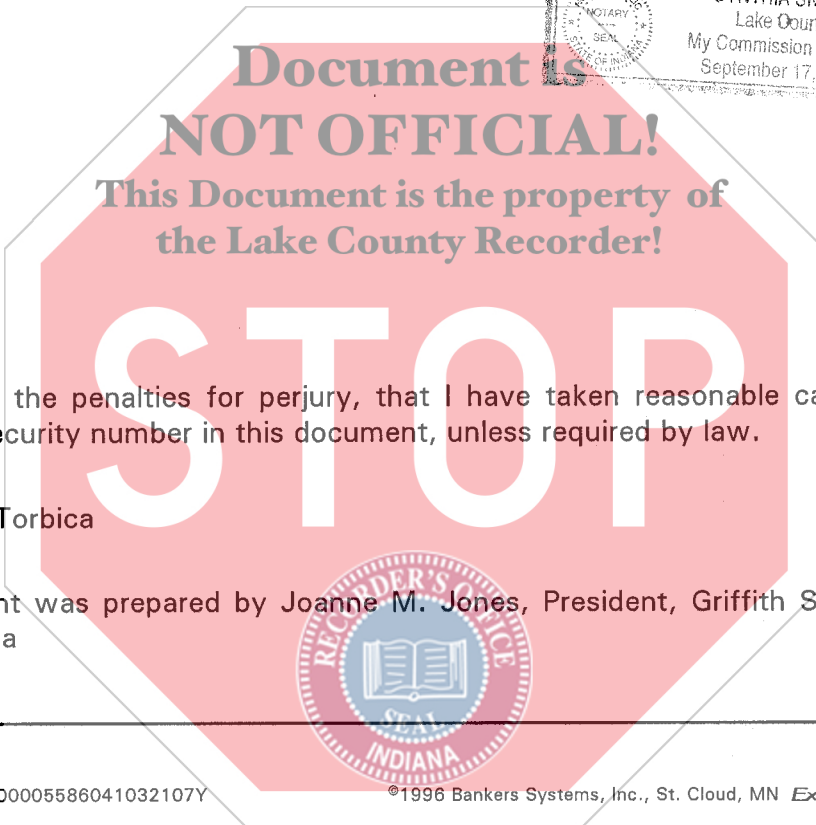 NOTARY
SEAL
STATE OF INDIANA
Lake Coun
My Commission
September 17,
Document is
NOT OFFICIAL!
This Document is the property of
the Lake County Recorder!
STOP
the penalties for perjury, that I have taken reasonable ca
ecurity number in this document, unless required by law.
Torbica
nt was prepared by Joanne M. Jones, President, Griffith S
a
RECORDER'S OFFICE
SEAL
INDIANA
00005586041032107Y
©1996 Bankers Systems, Inc., St. Cloud, MN Ex